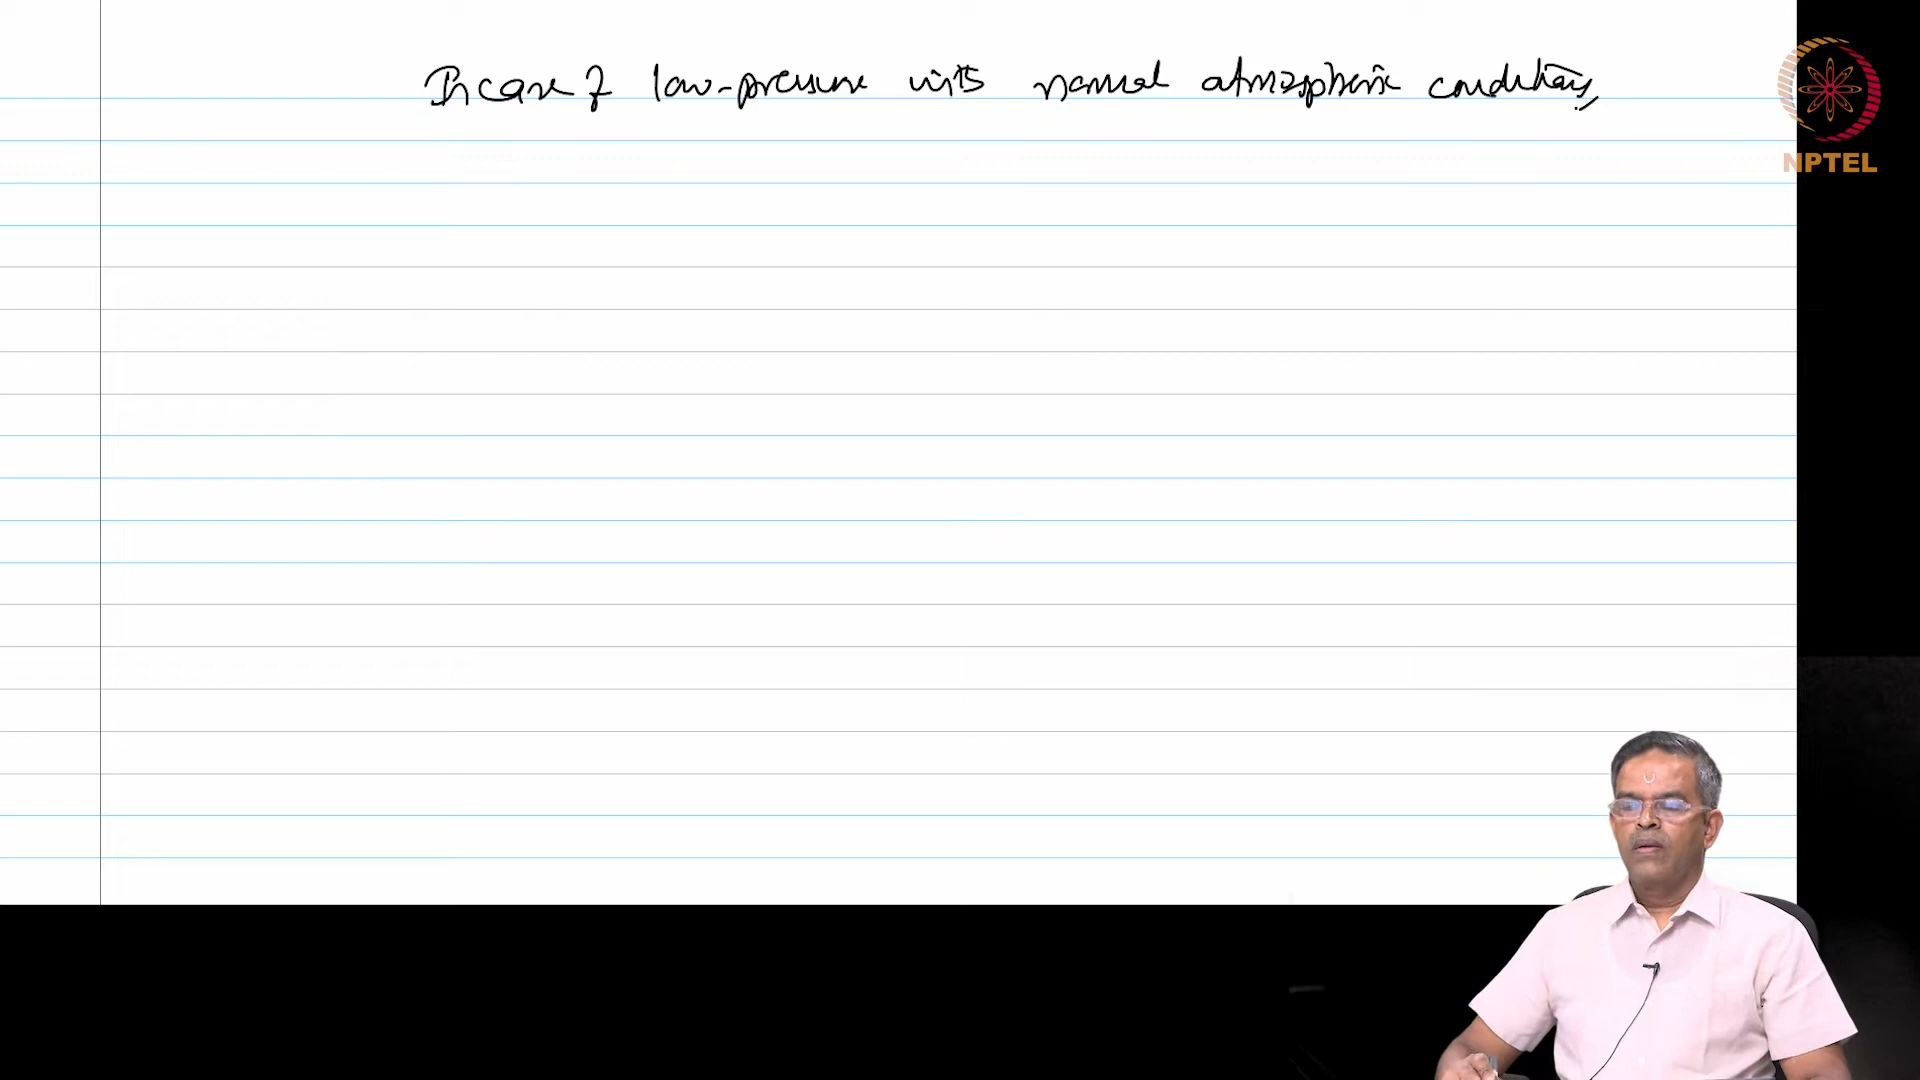 In case of low-pressure units normal atmospheric conditions,
NPTEL